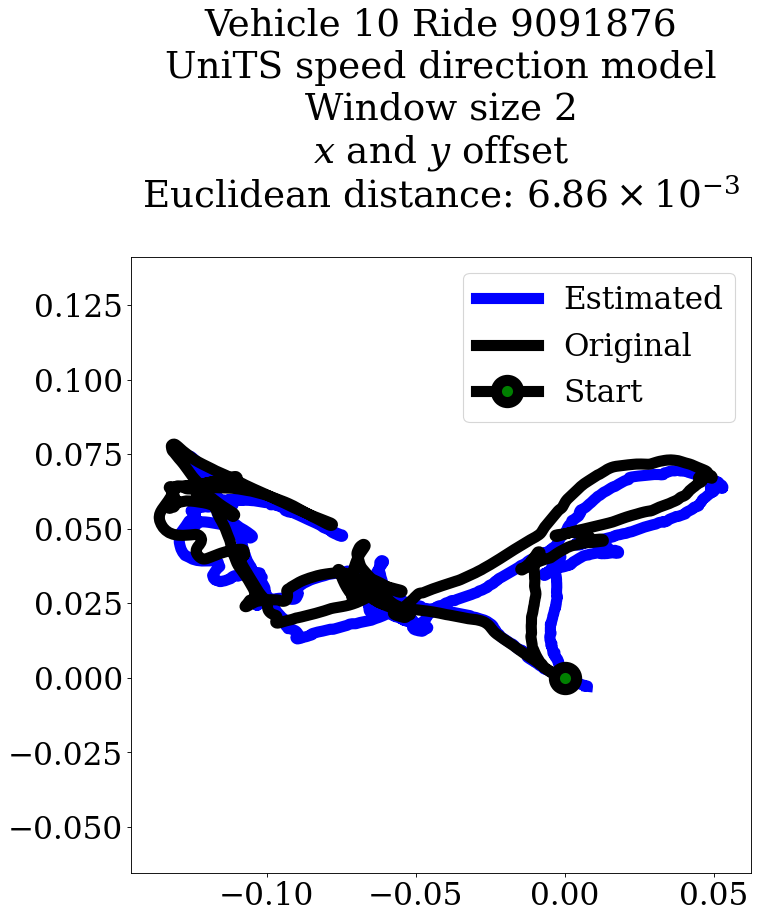 Vehicle 10 Ride 9091876
UniTS speed direction model
Window size 2
x and y offset
Euclidean distance: 6.86 × 10⁻³
Estimated
Original
Start
0.125
0.100
0.075
0.050
0.025
0.000
−0.025
−0.050
−0.10 −0.05 0.00 0.05